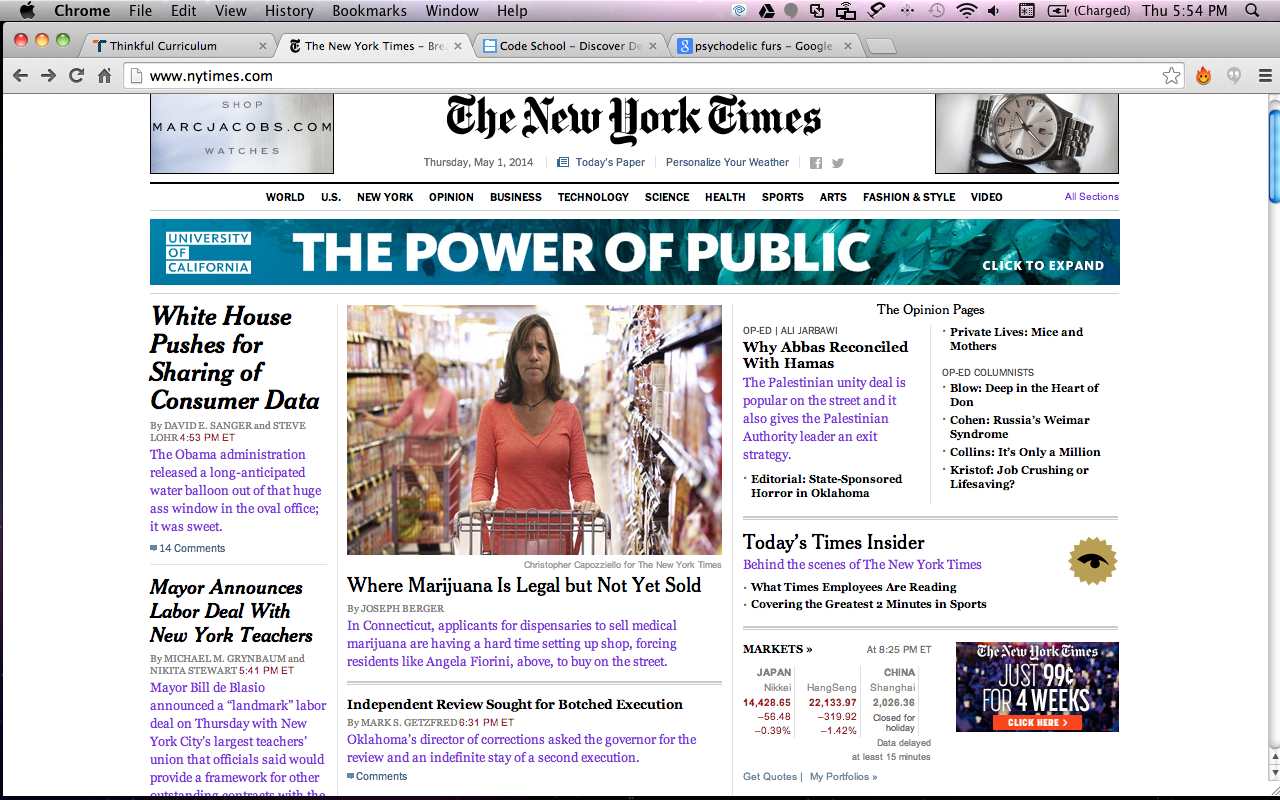 Chrome File Edit View History Bookmarks Window Help (Charged) Thu 5:54 PM
Thinkful Curriculum
The New York Times – Brea
Code School – Discover De
psychodelic furs – Google
www.nytimes.com
SHOP
MARCJACOBS.COM
WATCHES
The New York Times
Thursday, May 1, 2014
Today's Paper
Personalize Your Weather
WORLD U.S. NEW YORK OPINION BUSINESS TECHNOLOGY SCIENCE HEALTH SPORTS ARTS FASHION & STYLE VIDEO
All Sections
UNIVERSITY
OF
CALIFORNIA
THE POWER OF PUBLIC
CLICK TO EXPAND
White House
Pushes for
Sharing of
Consumer Data
By DAVID E. SANGER and STEVE
LOHR 4:53 PM ET
The Obama administration
released a long-anticipated
water balloon out of that huge
ass window in the oval office;
it was sweet.
14 Comments
Mayor Announces
Labor Deal With
New York Teachers
By MICHAEL M. GRYNBAUM and
NIKITA STEWART 5:41 PM ET
Mayor Bill de Blasio
announced a “landmark” labor
deal on Thursday with New
York City's largest teachers'
union that officials said would
provide a framework for other
outstanding contracts with the
Christopher Capozziello for The New York Times
Where Marijuana Is Legal but Not Yet Sold
By JOSEPH BERGER
In Connecticut, applicants for dispensaries to sell medical
marijuana are having a hard time setting up shop, forcing
residents like Angela Fiorini, above, to buy on the street.
Independent Review Sought for Botched Execution
By MARK S. GETZFRED 6:31 PM ET
Oklahoma's director of corrections asked the governor for the
review and an indefinite stay of a second execution.
Comments
The Opinion Pages
OP-ED | ALI JARBAWI
Why Abbas Reconciled
With Hamas
The Palestinian unity deal is
popular on the street and it
also gives the Palestinian
Authority leader an exit
strategy.
· Editorial: State-Sponsored
Horror in Oklahoma
· Private Lives: Mice and
Mothers
OP-ED COLUMNISTS
· Blow: Deep in the Heart of
Don
· Cohen: Russia's Weimar
Syndrome
· Collins: It's Only a Million
· Kristof: Job Crushing or
Lifesaving?
Today's Times Insider
Behind the scenes of The New York Times
· What Times Employees Are Reading
· Covering the Greatest 2 Minutes in Sports
MARKETS »
At 8:25 PM ET
JAPAN CHINA
Nikkei HangSeng Shanghai
14,428.65 22,133.97 2,026.36
−56.48 −319.92 Closed for
holiday
−0.39% −1.42%
Data delayed
at least 15 minutes
Get Quotes | My Portfolios »
The New York Times
JUST 99¢
FOR 4 WEEKS
CLICK HERE >